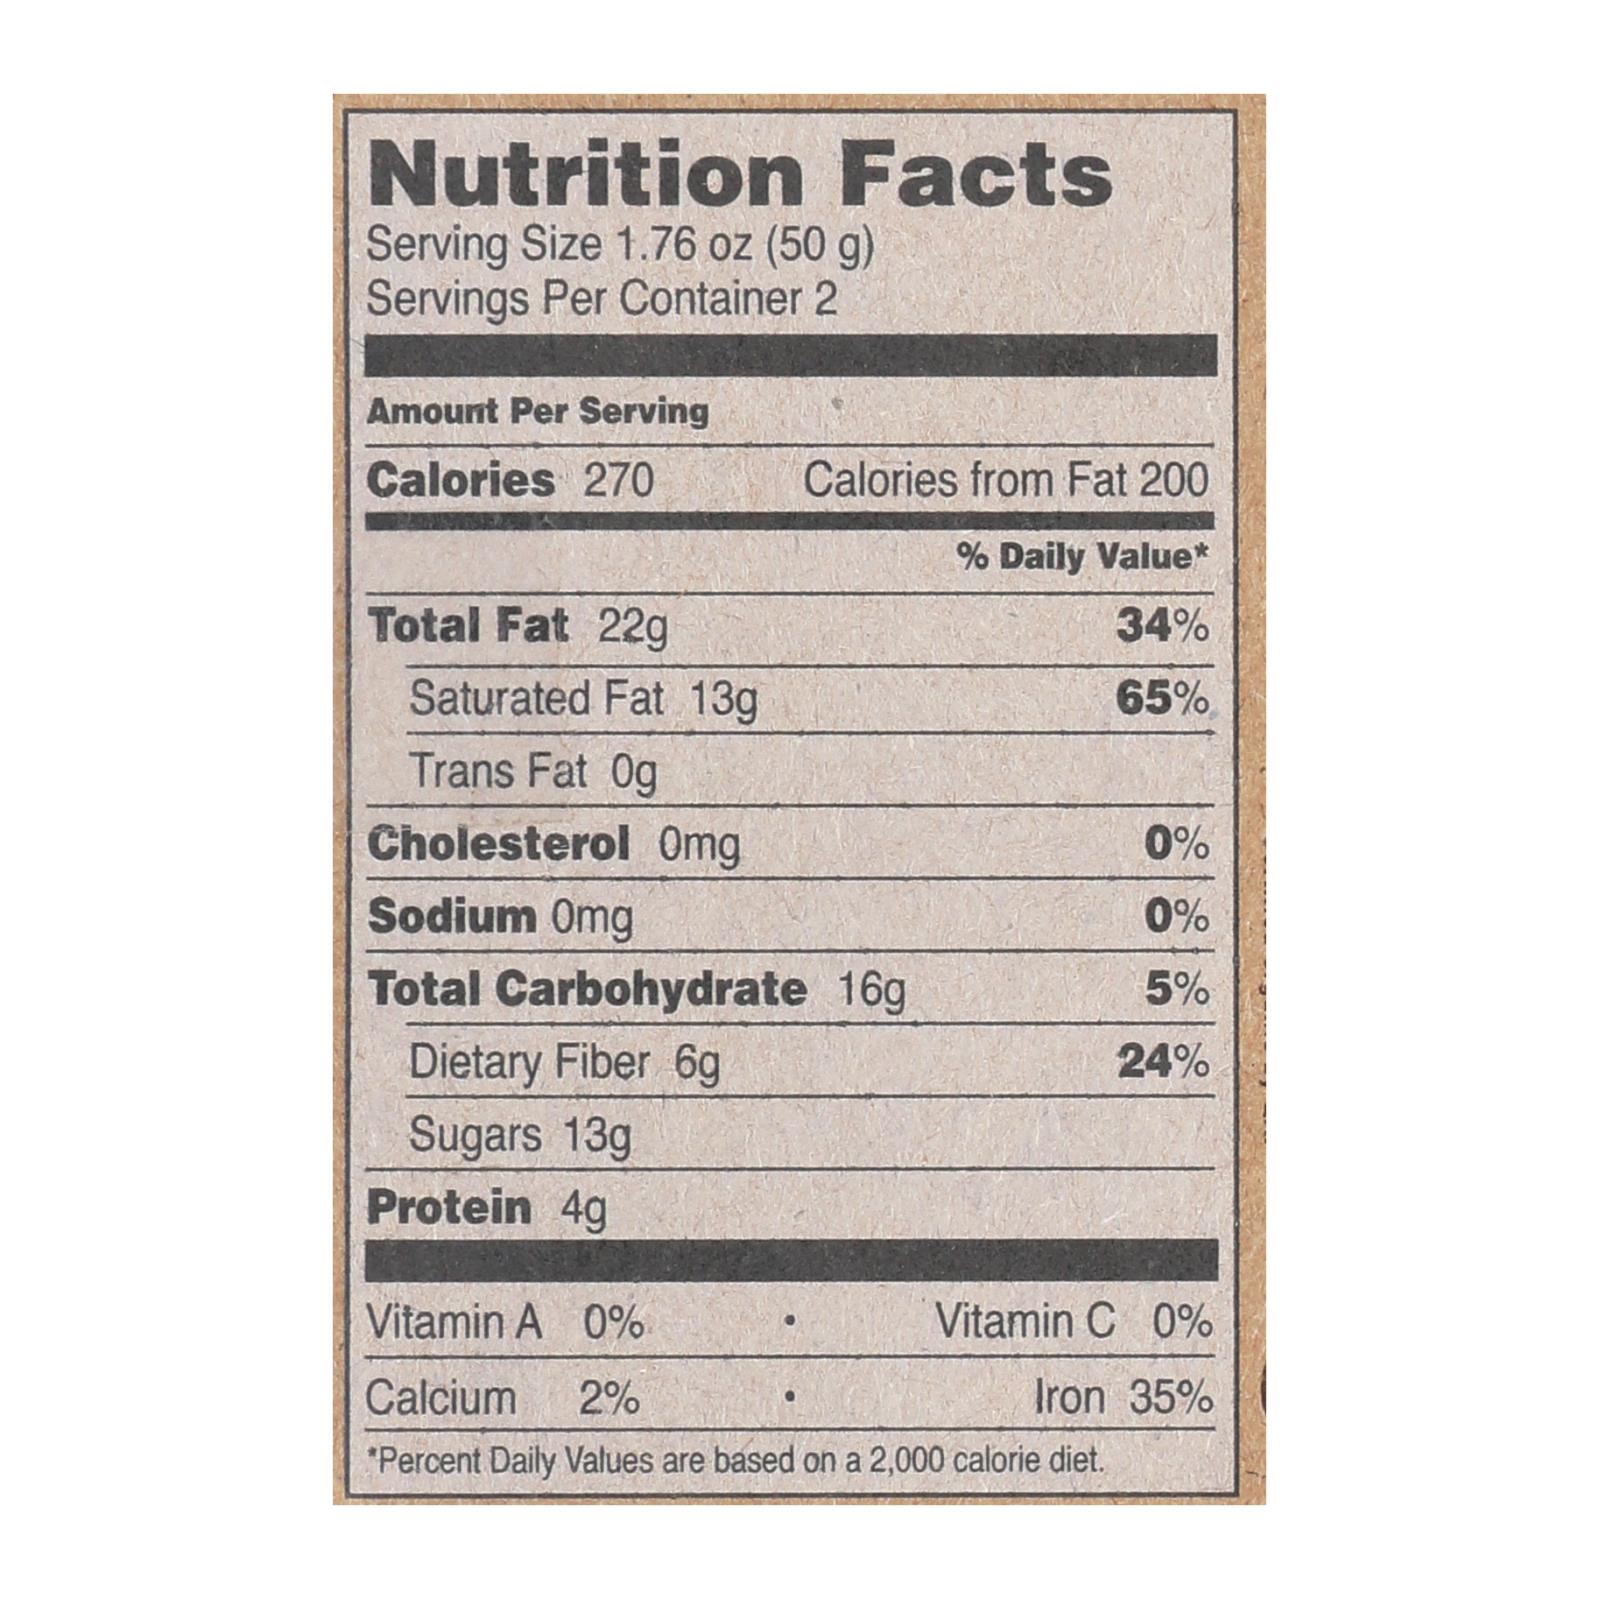 Nutrition Facts
Serving Size 1.76 oz (50 g)
Servings Per Container 2
Amount Per Serving
Calories 270 Calories from Fat 200
% Daily Value*
Total Fat 22g 34%
Saturated Fat 13g 65%
Trans Fat 0g
Cholesterol 0mg 0%
Sodium 0mg 0%
Total Carbohydrate 16g 5%
Dietary Fiber 6g 24%
Sugars 13g
Protein 4g
Vitamin A 0% • Vitamin C 0%
Calcium 2% • Iron 35%
*Percent Daily Values are based on a 2,000 calorie diet.